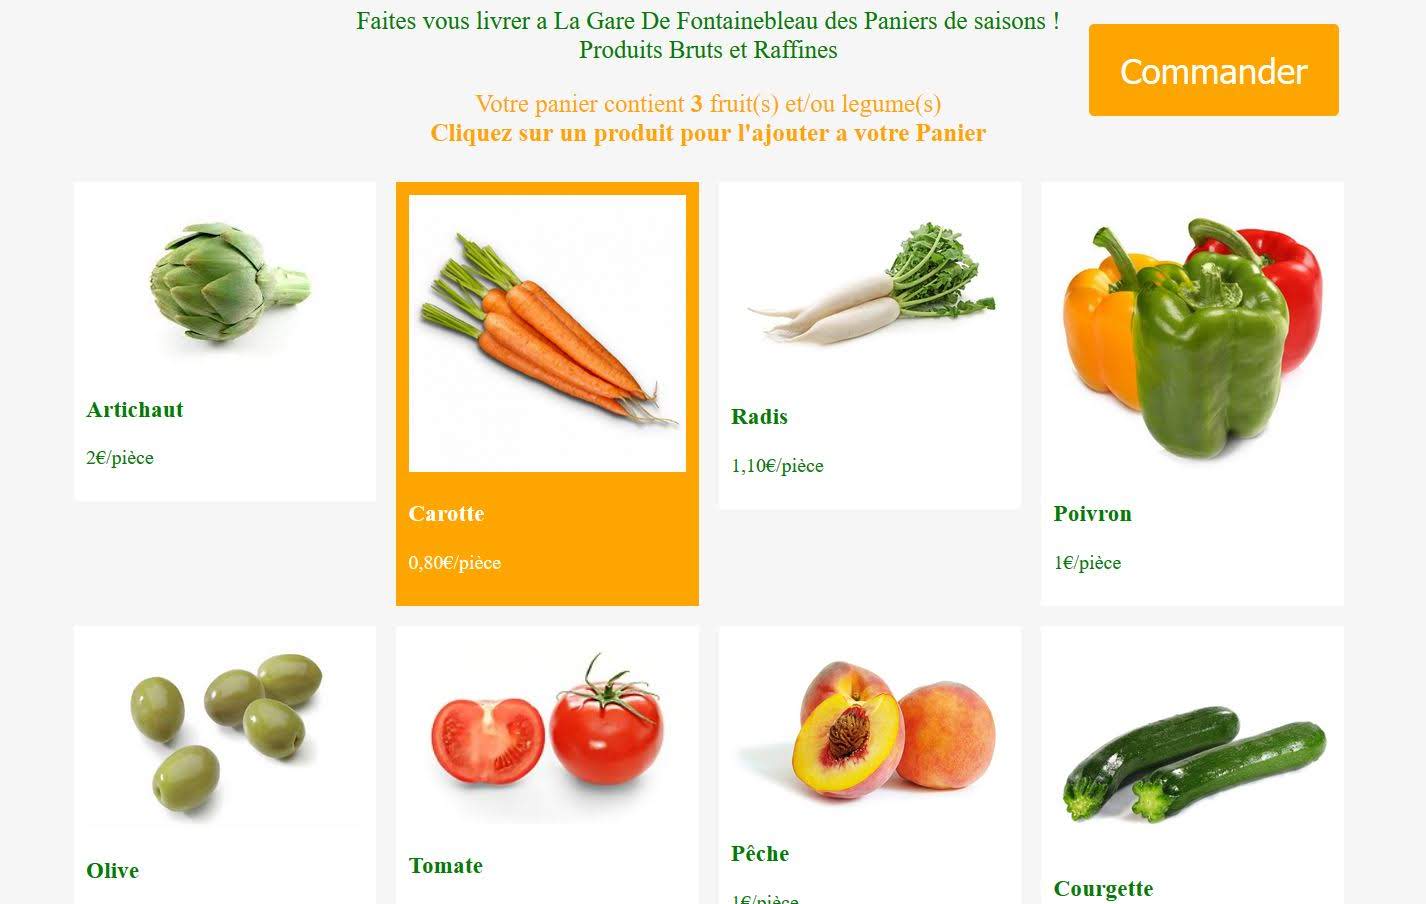 Faites vous livrer a La Gare De Fontainebleau des Paniers de saisons !
Produits Bruts et Raffines
Commander
Votre panier contient 3 fruit(s) et/ou legume(s)
Cliquez sur un produit pour l'ajouter a votre Panier
Artichaut
2€/pièce
Carotte
0,80€/pièce
Radis
1,10€/pièce
Poivron
1€/pièce
Olive
Tomate
Pêche
1€/pièce
Courgette